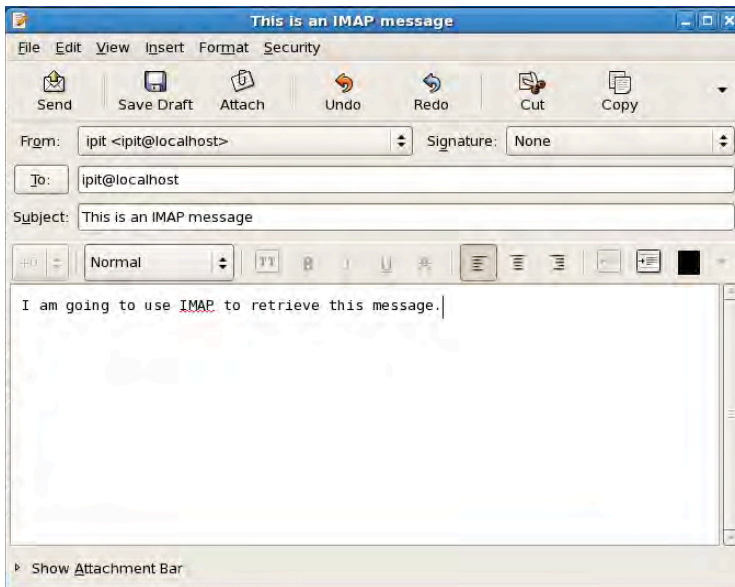 This is an IMAP message
File Edit View Insert Format Security
Send Save Draft Attach Undo Redo Cut Copy
From: ipit <ipit@localhost> Signature: None
To: ipit@localhost
Subject: This is an IMAP message
+0 Normal TT B I U A
I am going to use IMAP to retrieve this message.
Show Attachment Bar